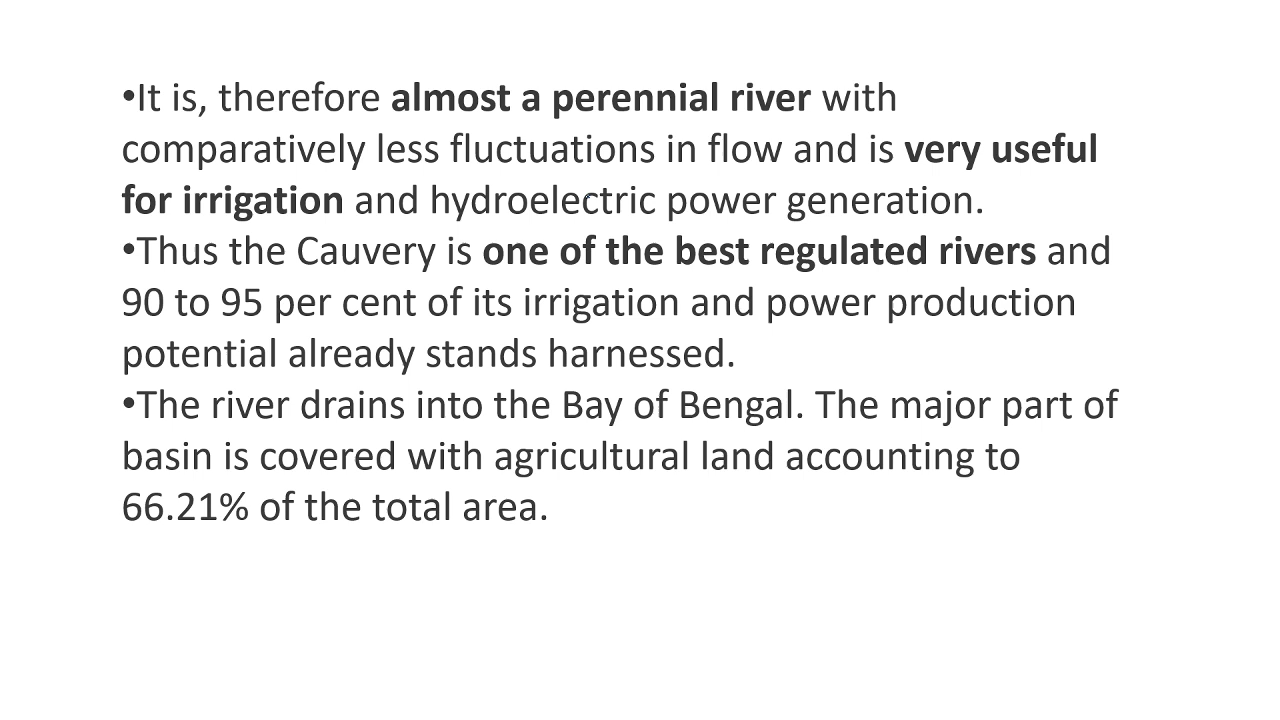 •It is, therefore almost a perennial river with
comparatively less fluctuations in flow and is very useful
for irrigation and hydroelectric power generation.
•Thus the Cauvery is one of the best regulated rivers and
90 to 95 per cent of its irrigation and power production
potential already stands harnessed.
•The river drains into the Bay of Bengal. The major part of
basin is covered with agricultural land accounting to
66.21% of the total area.